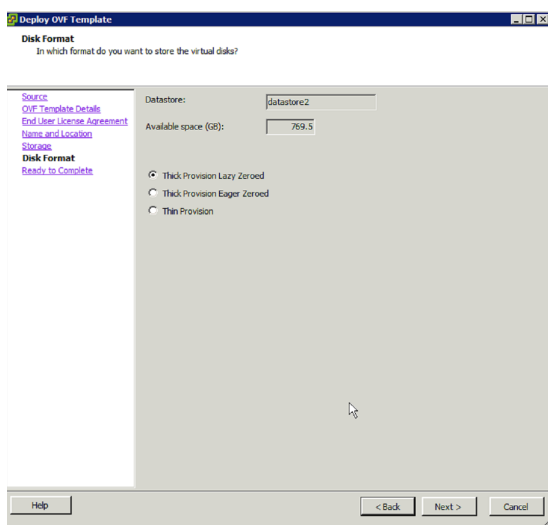 Deploy OVF Template
Disk Format
In which format do you want to store the virtual disks?
Source
OVF Template Details
End User License Agreement
Name and Location
Storage
Disk Format
Ready to Complete
Datastore:
datastore2
Available space (GB):
769.5
Thick Provision Lazy Zeroed
Thick Provision Eager Zeroed
Thin Provision
Help
< Back
Next >
Cancel